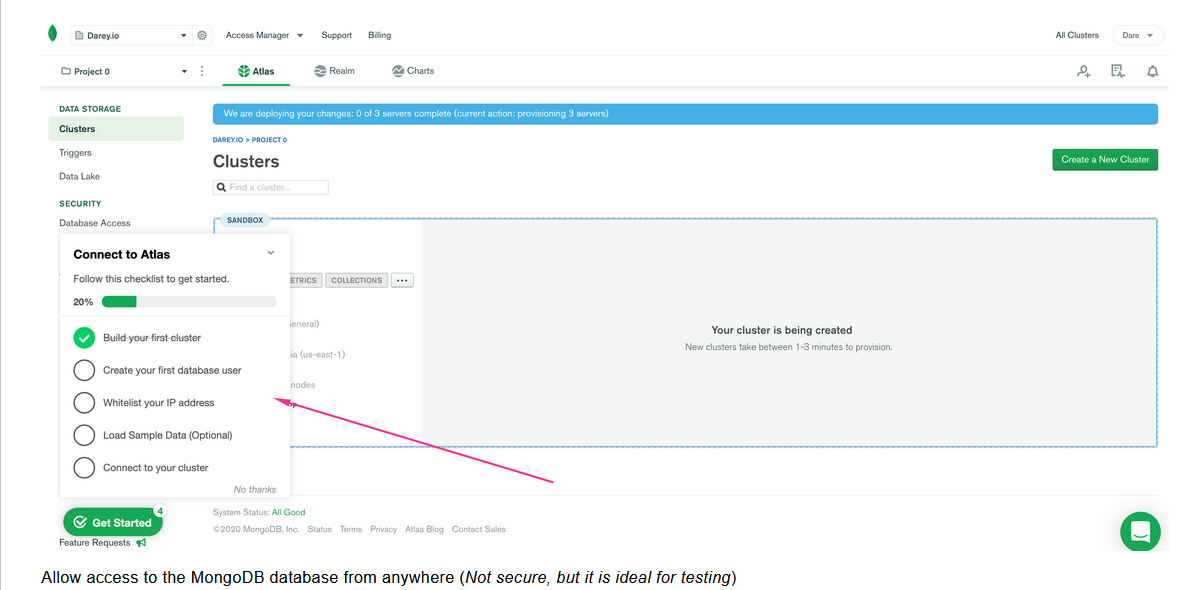 Darey.io Access Manager Support Billing All Clusters Dare
Project 0 Atlas Realm Charts
DATA STORAGE
Clusters
Triggers
Data Lake
SECURITY
Database Access
We are deploying your changes: 0 of 3 servers complete (current action: provisioning 3 servers)
DAREY.IO > PROJECT 0
Clusters
Create a New Cluster
Find a cluster...
SANDBOX
Connect to Atlas
Follow this checklist to get started.
20%
Build your first cluster
Create your first database user
Whitelist your IP address
Load Sample Data (Optional)
Connect to your cluster
No thanks
COLLECTIONS ...
(us-east-1)
nodes
Your cluster is being created
New clusters take between 1-3 minutes to provision.
Get Started 4
Feature Requests
System Status: All Good
©2020 MongoDB, Inc. Status Terms Privacy Atlas Blog Contact Sales
Allow access to the MongoDB database from anywhere (Not secure, but it is ideal for testing)